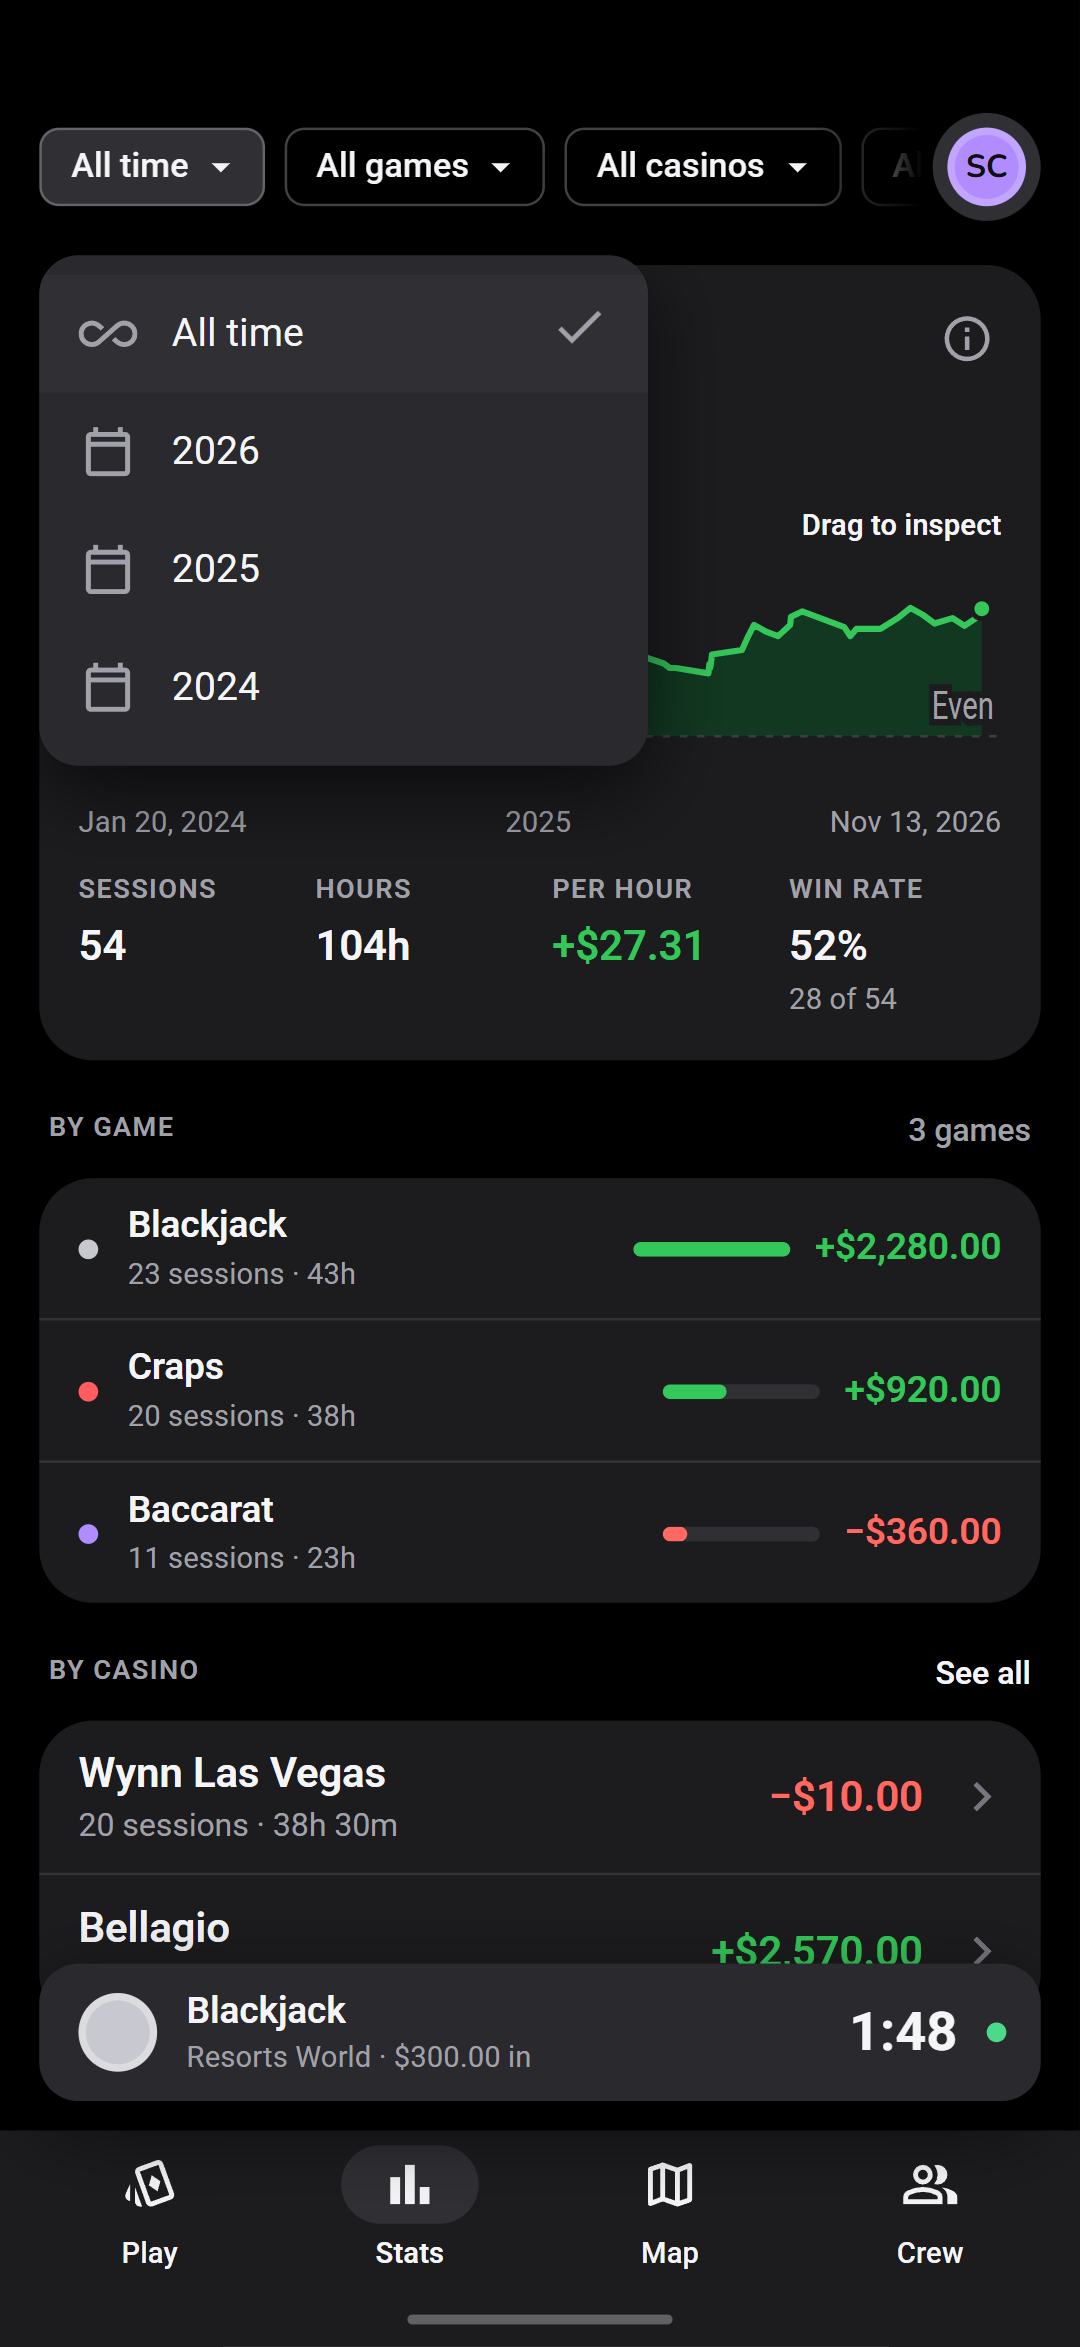 All time
All games
All casinos
SC
All time
2026
2025
2024
Drag to inspect
Even
Jan 20, 2024
2025
Nov 13, 2026
SESSIONS
HOURS
PER HOUR
WIN RATE
54
104h
+$27.31
52%
28 of 54
BY GAME
3 games
Blackjack
+$2,280.00
23 sessions · 43h
Craps
+$920.00
20 sessions · 38h
Baccarat
−$360.00
11 sessions · 23h
BY CASINO
See all
Wynn Las Vegas
−$10.00
20 sessions · 38h 30m
Bellagio
+$2,570.00
Blackjack
Resorts World · $300.00 in
1:48
Play
Stats
Map
Crew